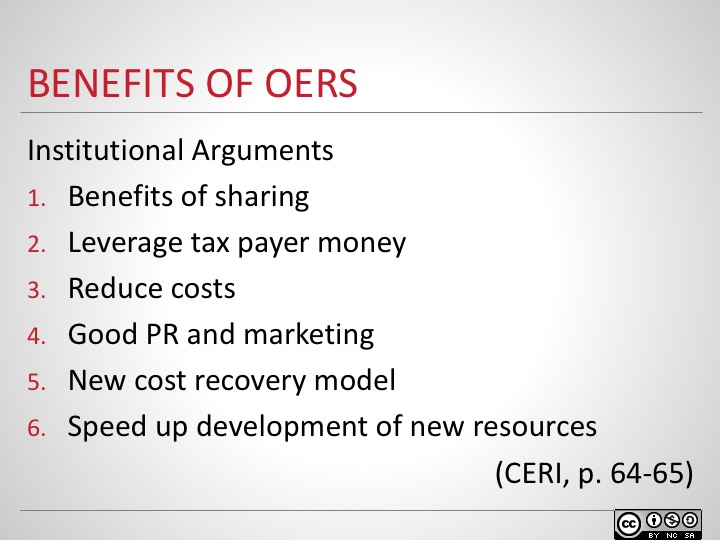 BENEFITS OF OERS
Institutional Arguments
1. Benefits of sharing
2. Leverage tax payer money
3. Reduce costs
4. Good PR and marketing
5. New cost recovery model
6. Speed up development of new resources
(CERI, p. 64-65)
cc
BY NC SA